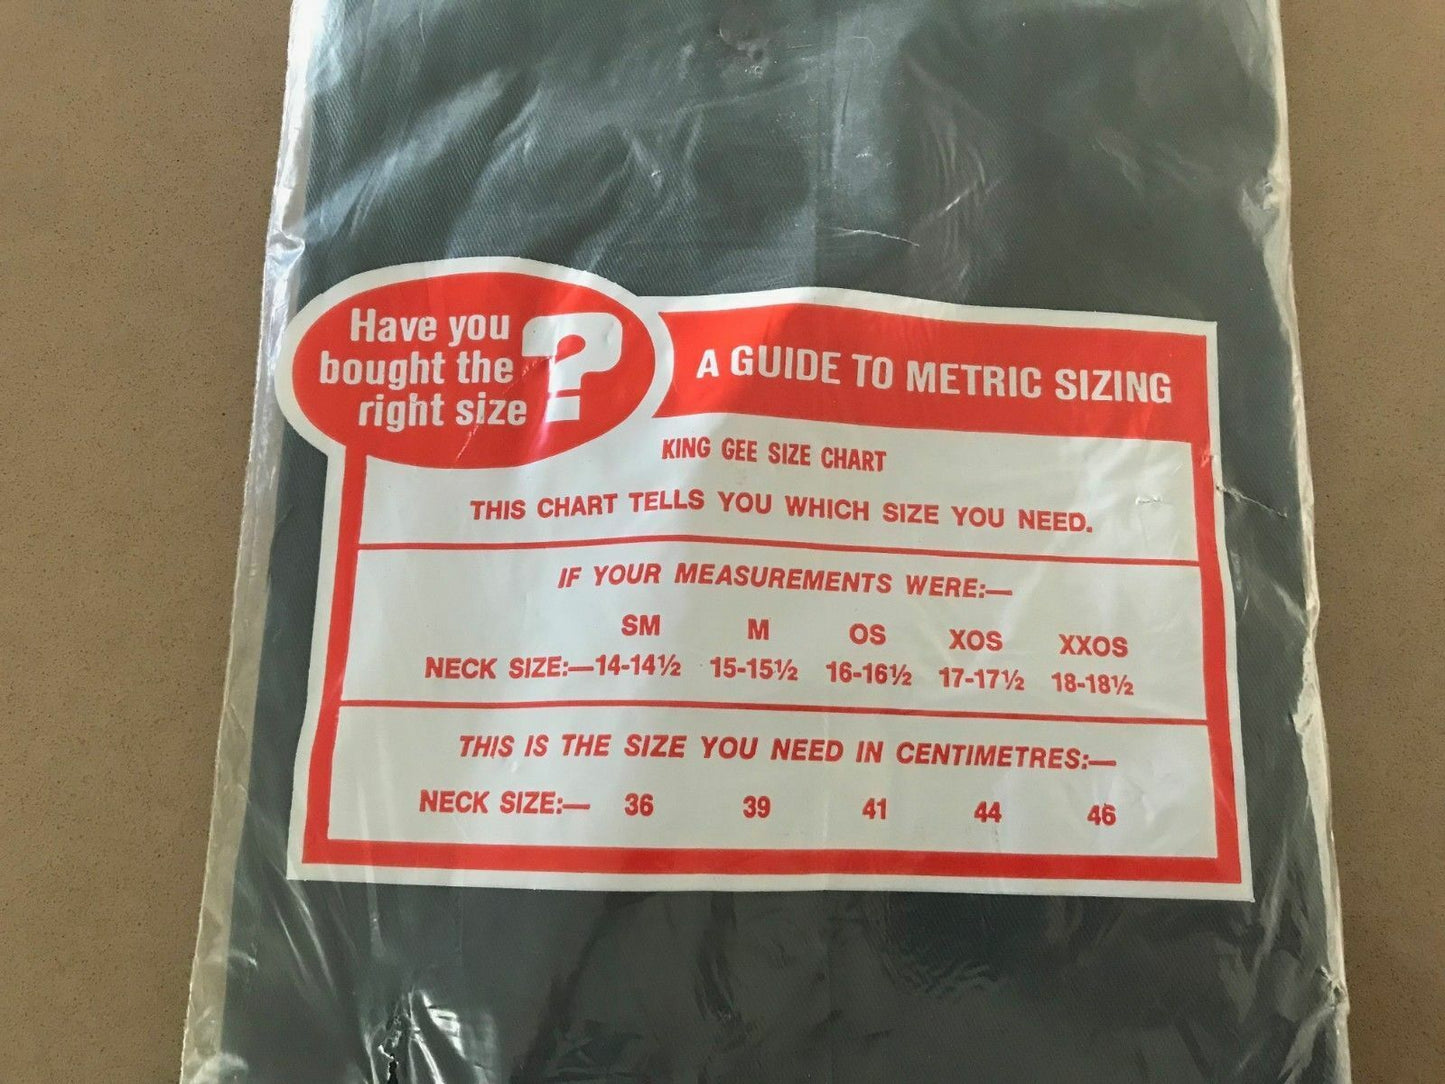 Have you
bought the
right size ?
A GUIDE TO METRIC SIZING
KING GEE SIZE CHART
THIS CHART TELLS YOU WHICH SIZE YOU NEED.
IF YOUR MEASUREMENTS WERE:—
SM M OS XOS XXOS
NECK SIZE:—14-14½ 15-15½ 16-16½ 17-17½ 18-18½
THIS IS THE SIZE YOU NEED IN CENTIMETRES:—
NECK SIZE:— 36 39 41 44 46